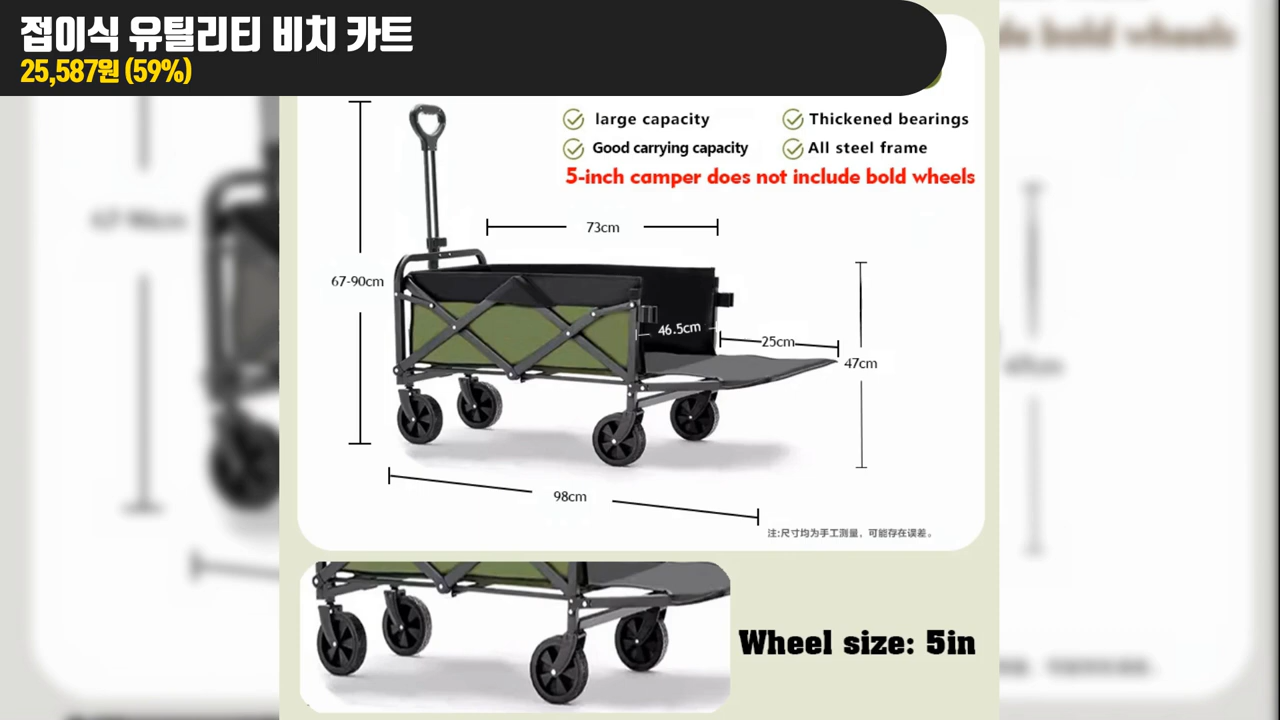 접이식 유틸리티 비치 카트
25,587원 (59%)
large capacity
Thickened bearings
Good carrying capacity
All steel frame
5-inch camper does not include bold wheels
73cm
67-90cm
46.5cm
25cm
47cm
98cm
注:尺寸均为手工测量，可能存在误差。
Wheel size: 5in